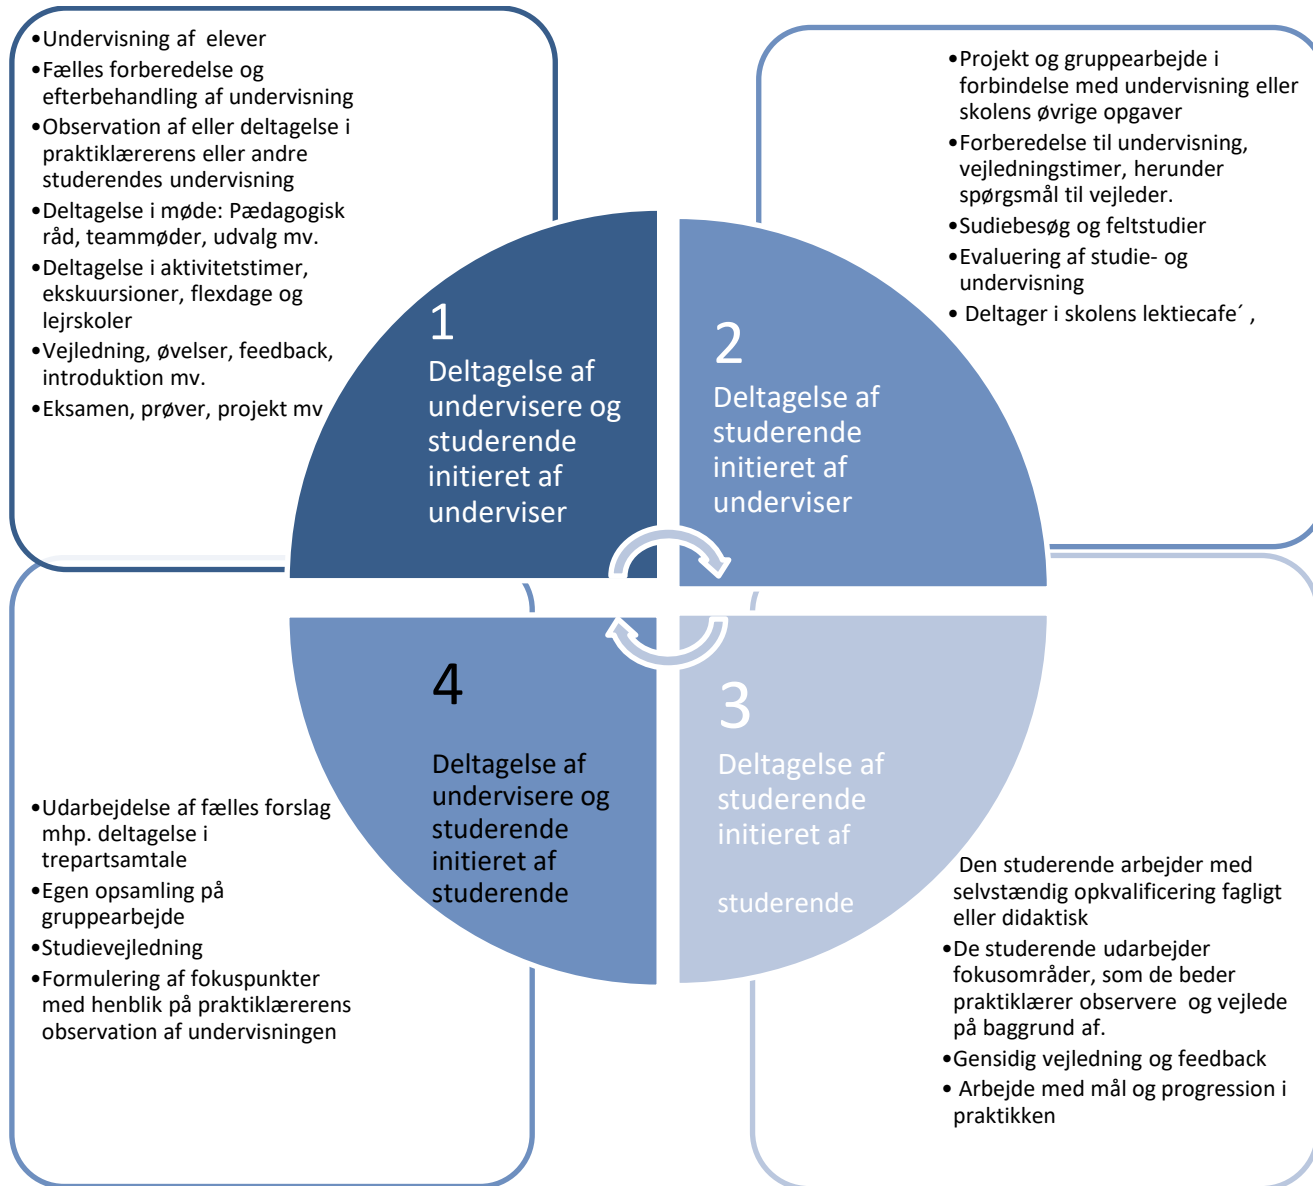 •Undervisning af  elever
•Fælles forberedelse og
efterbehandling af undervisning
•Observation af eller deltagelse i
praktiklærerens eller andre
studerendes undervisning
•Deltagelse i møde: Pædagogisk
råd, teammøder, udvalg mv.
•Deltagelse i aktivitetstimer,
ekskuursioner, flexdage og
lejrskoler
•Vejledning, øvelser, feedback,
introduktion mv.
•Eksamen, prøver, projekt mv
1
Deltagelse af
undervisere og
studerende
initieret af
underviser
•Projekt og gruppearbejde i
forbindelse med undervisning eller
skolens øvrige opgaver
•Forberedelse til undervisning,
vejledningstimer, herunder
spørgsmål til vejleder.
•Sudiebesøg og feltstudier
•Evaluering af studie- og
undervisning
• Deltager i skolens lektiecafe´ ,
2
Deltagelse af
studerende
initieret af
underviser
3
Deltagelse af
studerende
initieret af
studerende
Den studerende arbejder med
selvstændig opkvalificering fagligt
eller didaktisk
•De studerende udarbejder
fokusområder, som de beder
praktiklærer observere  og vejlede
på baggrund af.
•Gensidig vejledning og feedback
• Arbejde med mål og progression i
praktikken
4
Deltagelse af
undervisere og
studerende
initieret af
studerende
•Udarbejdelse af fælles forslag
mhp. deltagelse i
trepartsamtale
•Egen opsamling på
gruppearbejde
•Studievejledning
•Formulering af fokuspunkter
med henblik på praktiklærerens
observation af undervisningen